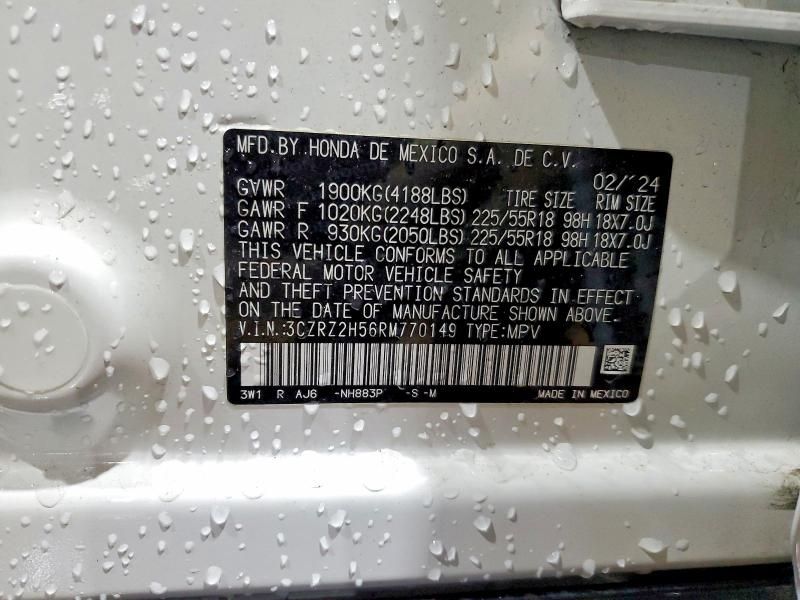 MFD. BY HONDA DE MEXICO S.A. DE C.V.
02/'24
GVWR 1900KG(4188LBS) TIRE SIZE RIM SIZE
GAWR F 1020KG(2248LBS) 225/55R18 98H 18X7.0J
GAWR R 930KG(2050LBS) 225/55R18 98H 18X7.0J
THIS VEHICLE CONFORMS TO ALL APPLICABLE
FEDERAL MOTOR VEHICLE SAFETY
AND THEFT PREVENTION STANDARDS IN EFFECT
ON THE DATE OF MANUFACTURE SHOWN ABOVE.
V.I.N.:3CZRZ2H56RM770149 TYPE:MPV
3W1 R AJ6 -NH883P -S -M MADE IN MEXICO